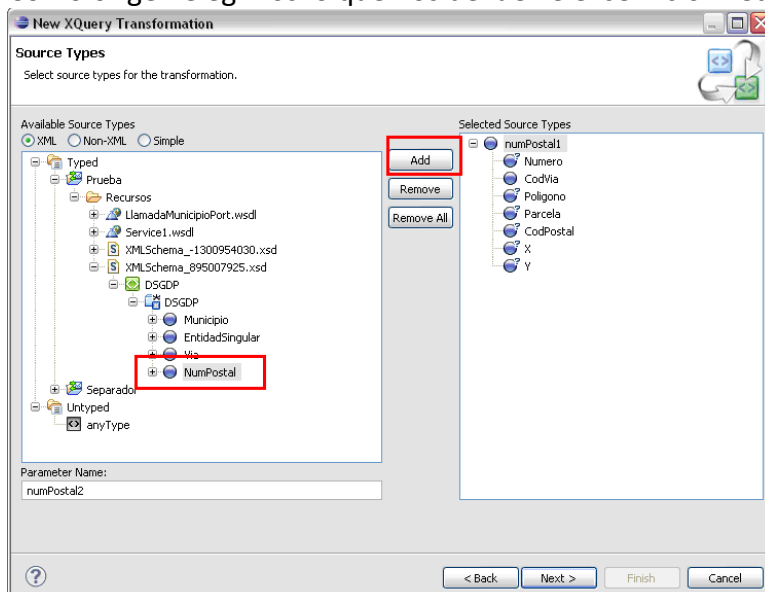 New XQuery Transformation
Source Types
Select source types for the transformation.
Available Source Types
XML Non-XML Simple
Typed
Prueba
Recursos
LlamadaMunicipioPort.wsdl
Service1.wsdl
XMLSchema_-1300954030.xsd
XMLSchema_895007925.xsd
DSGDP
DSGDP
Municipio
EntidadSingular
Via
NumPostal
Separador
Untyped
anyType
Parameter Name:
numPostal2
Add
Remove
Remove All
Selected Source Types
numPostal1
Numero
CodVia
Poligono
Parcela
CodPostal
X
Y
< Back Next > Finish Cancel